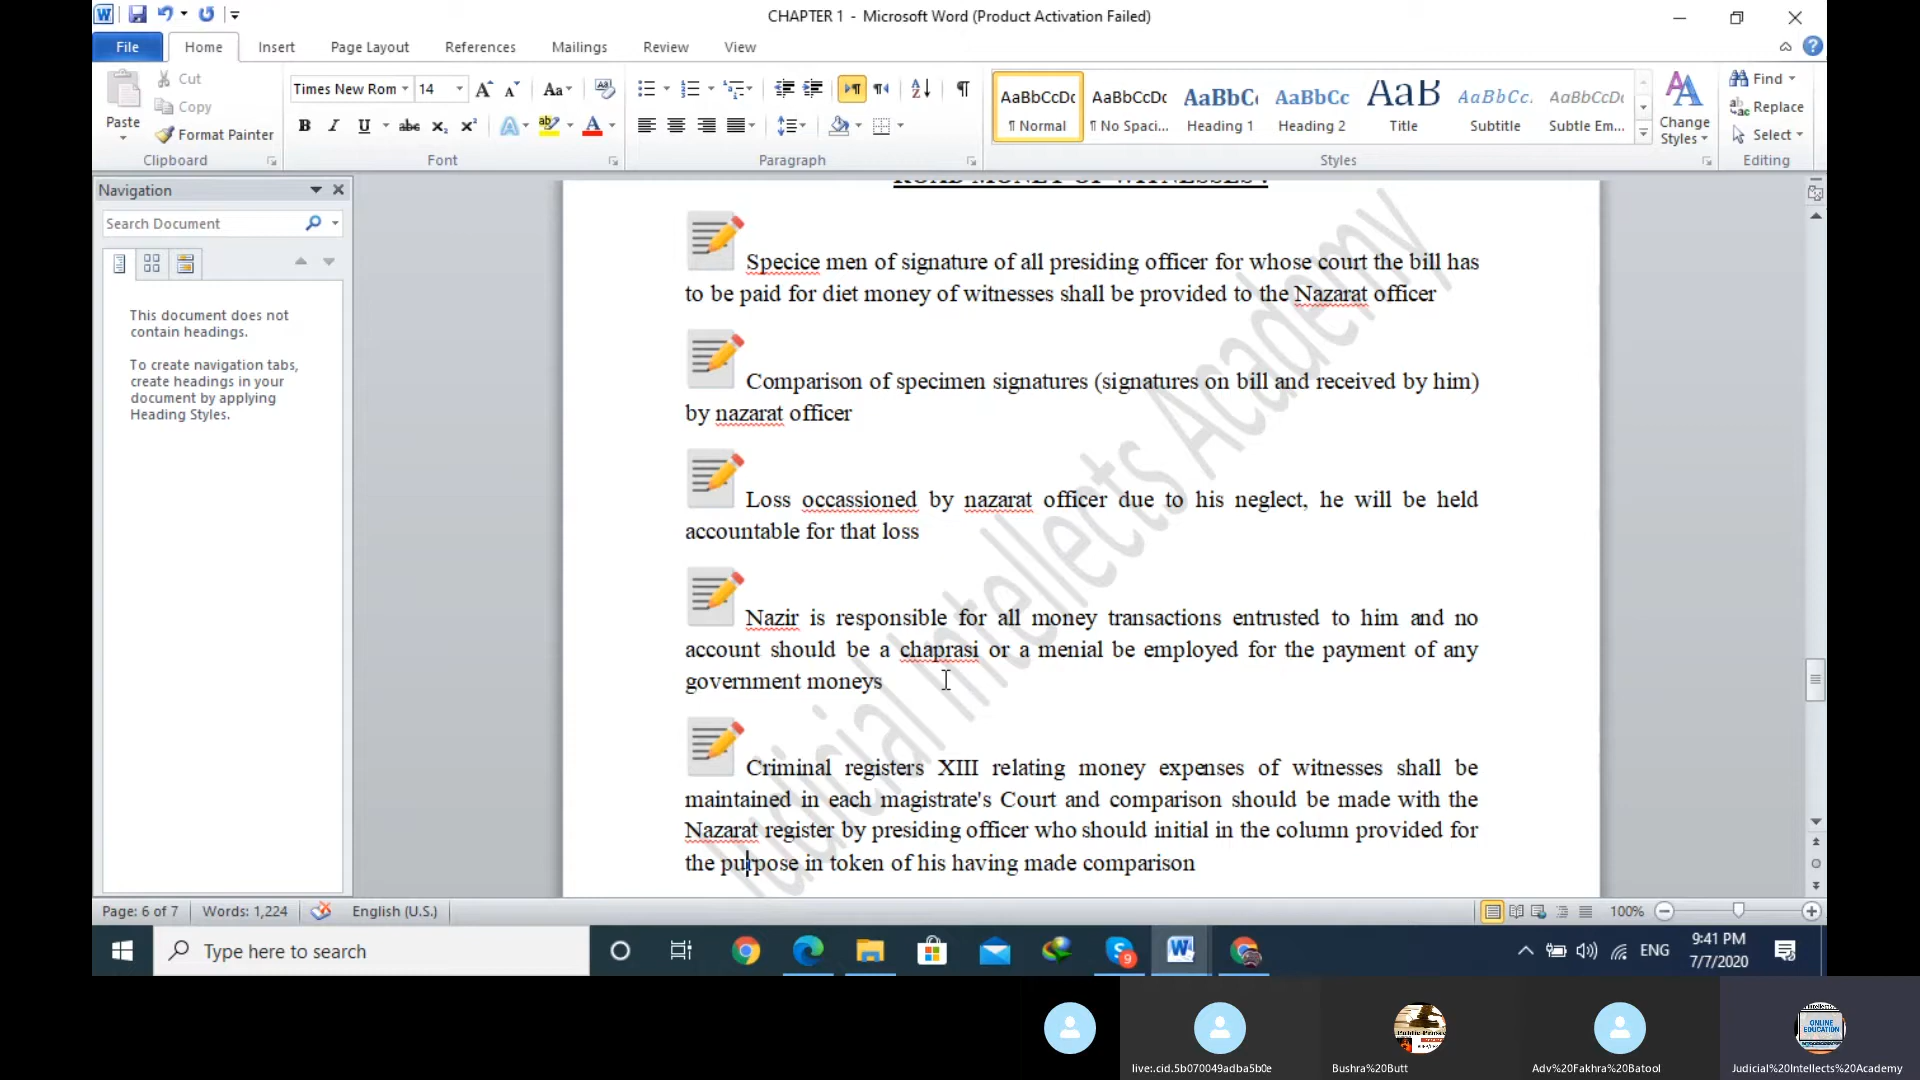 CHAPTER 1 - Microsoft Word (Product Activation Failed)
File Home Insert Page Layout References Mailings Review View
Paste
Cut
Copy
Format Painter
Clipboard
Times New Rom 14
Font
Paragraph
AaBbCcDc AaBbCcDc AaBbC AaBbCc AaB AaBbCc. AaBbCcDc
¶ Normal ¶ No Spaci... Heading 1 Heading 2 Title Subtitle Subtle Em...
Change
Styles
Styles
Find
Replace
Select
Editing
Navigation
Search Document
This document does not
contain headings.
To create navigation tabs,
create headings in your
document by applying
Heading Styles.
ROAD MONEY OF WITNESSES :
Specice men of signature of all presiding officer for whose court the bill has
to be paid for diet money of witnesses shall be provided to the Nazarat officer
Comparison of specimen signatures (signatures on bill and received by him)
by nazarat officer
Loss occassioned by nazarat officer due to his neglect, he will be held
accountable for that loss
Nazir is responsible for all money transactions entrusted to him and no
account should be a chaprasi or a menial be employed for the payment of any
government moneys
Criminal registers XIII relating money expenses of witnesses shall be
maintained in each magistrate's Court and comparison should be made with the
Nazarat register by presiding officer who should initial in the column provided for
the purpose in token of his having made comparison
Judicial Intellects Academy
Page: 6 of 7 Words: 1,224 English (U.S.) 100%
Type here to search
9
ENG
9:41 PM
7/7/2020
ONLINE
EDUCATION
live:.cid.5b070049adba5b0e
Bushra%20Butt
Adv%20Fakhra%20Batool
Judicial%20Intellects%20Academy